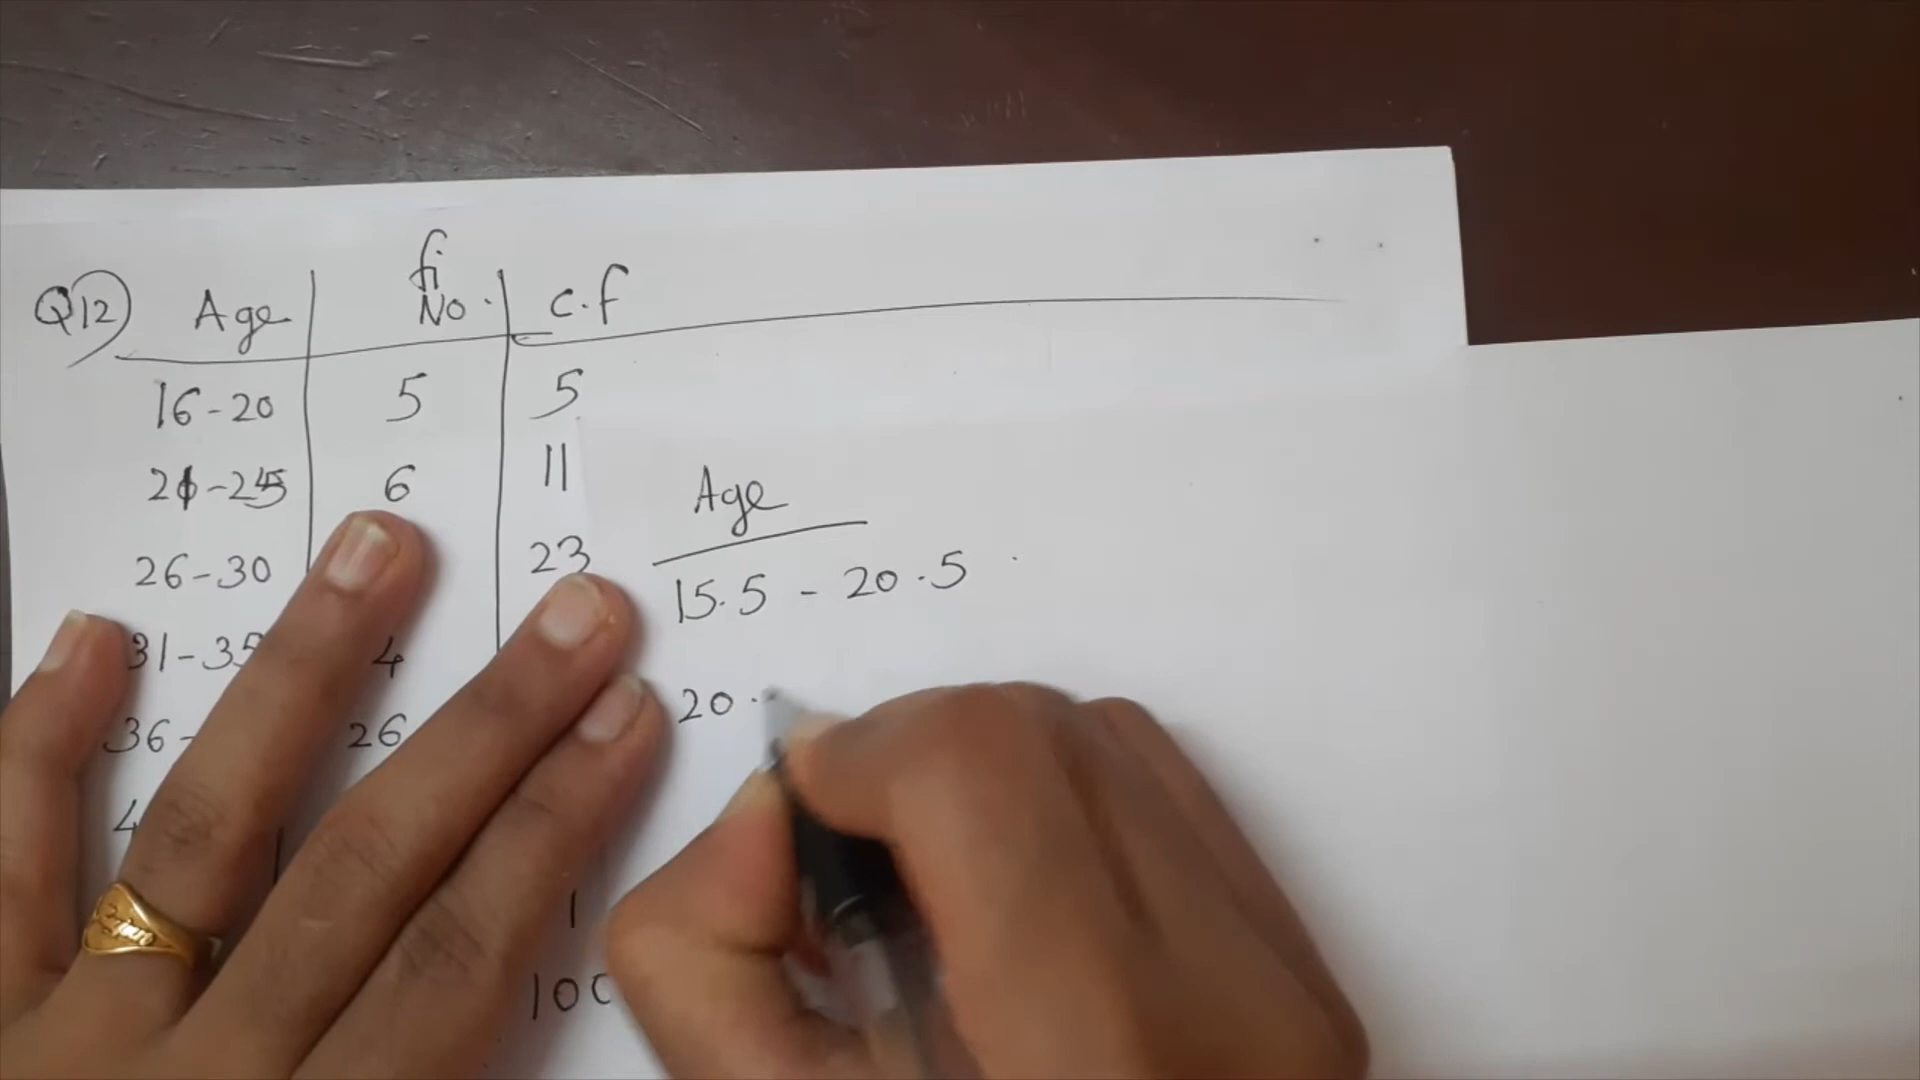 fi
Q12) Age No. c.f
16-20 5 5
21-25 6 11
26-30 23
31-35 4
36- 26
4
1
100
Age
15.5 - 20.5
20.